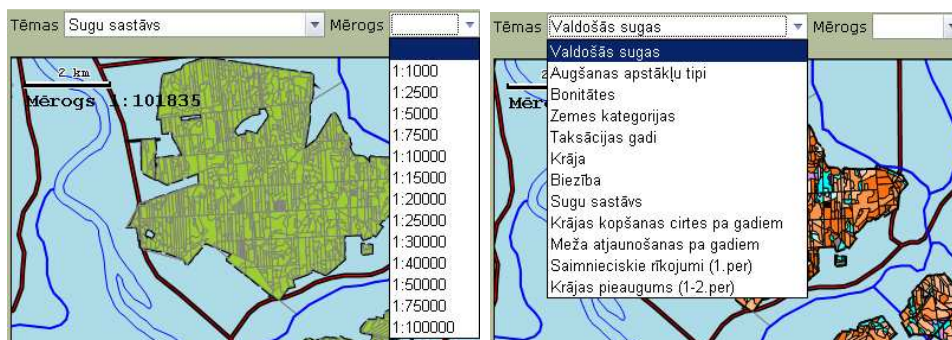 Tēmas Sugu sastāvs Mērogs
1:1000
1:2500
1:5000
1:7500
1:10000
1:15000
1:20000
1:25000
1:30000
1:40000
1:50000
1:75000
1:100000
2 km
Mērogs 1:101835
Tēmas Valdošās sugas Mērogs
Valdošās sugas
Augšanas apstākļu tipi
Bonitātes
Zemes kategorijas
Taksācijas gadi
Krāja
Biezība
Sugu sastāvs
Krājas kopšanas cirtes pa gadiem
Meža atjaunošanas pa gadiem
Saimnieciskie rīkojumi (1.per)
Krājas pieaugums (1-2.per)
2
Mēr